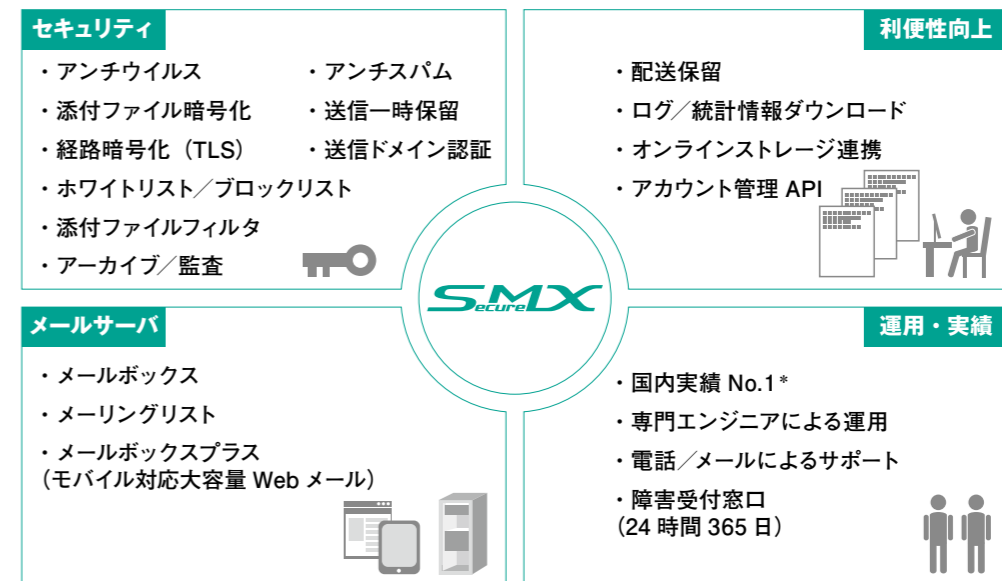 セキュリティ
・アンチウイルス ・アンチスパム
・添付ファイル暗号化 ・送信一時保留
・経路暗号化（TLS） ・送信ドメイン認証
・ホワイトリスト／ブロックリスト
・添付ファイルフィルタ
・アーカイブ／監査
利便性向上
・配送保留
・ログ／統計情報ダウンロード
・オンラインストレージ連携
・アカウント管理 API
SecureMX
メールサーバ
・メールボックス
・メーリングリスト
・メールボックスプラス
（モバイル対応大容量 Web メール）
運用・実績
・国内実績 No.1*
・専門エンジニアによる運用
・電話／メールによるサポート
・障害受付窓口
（24 時間 365 日）